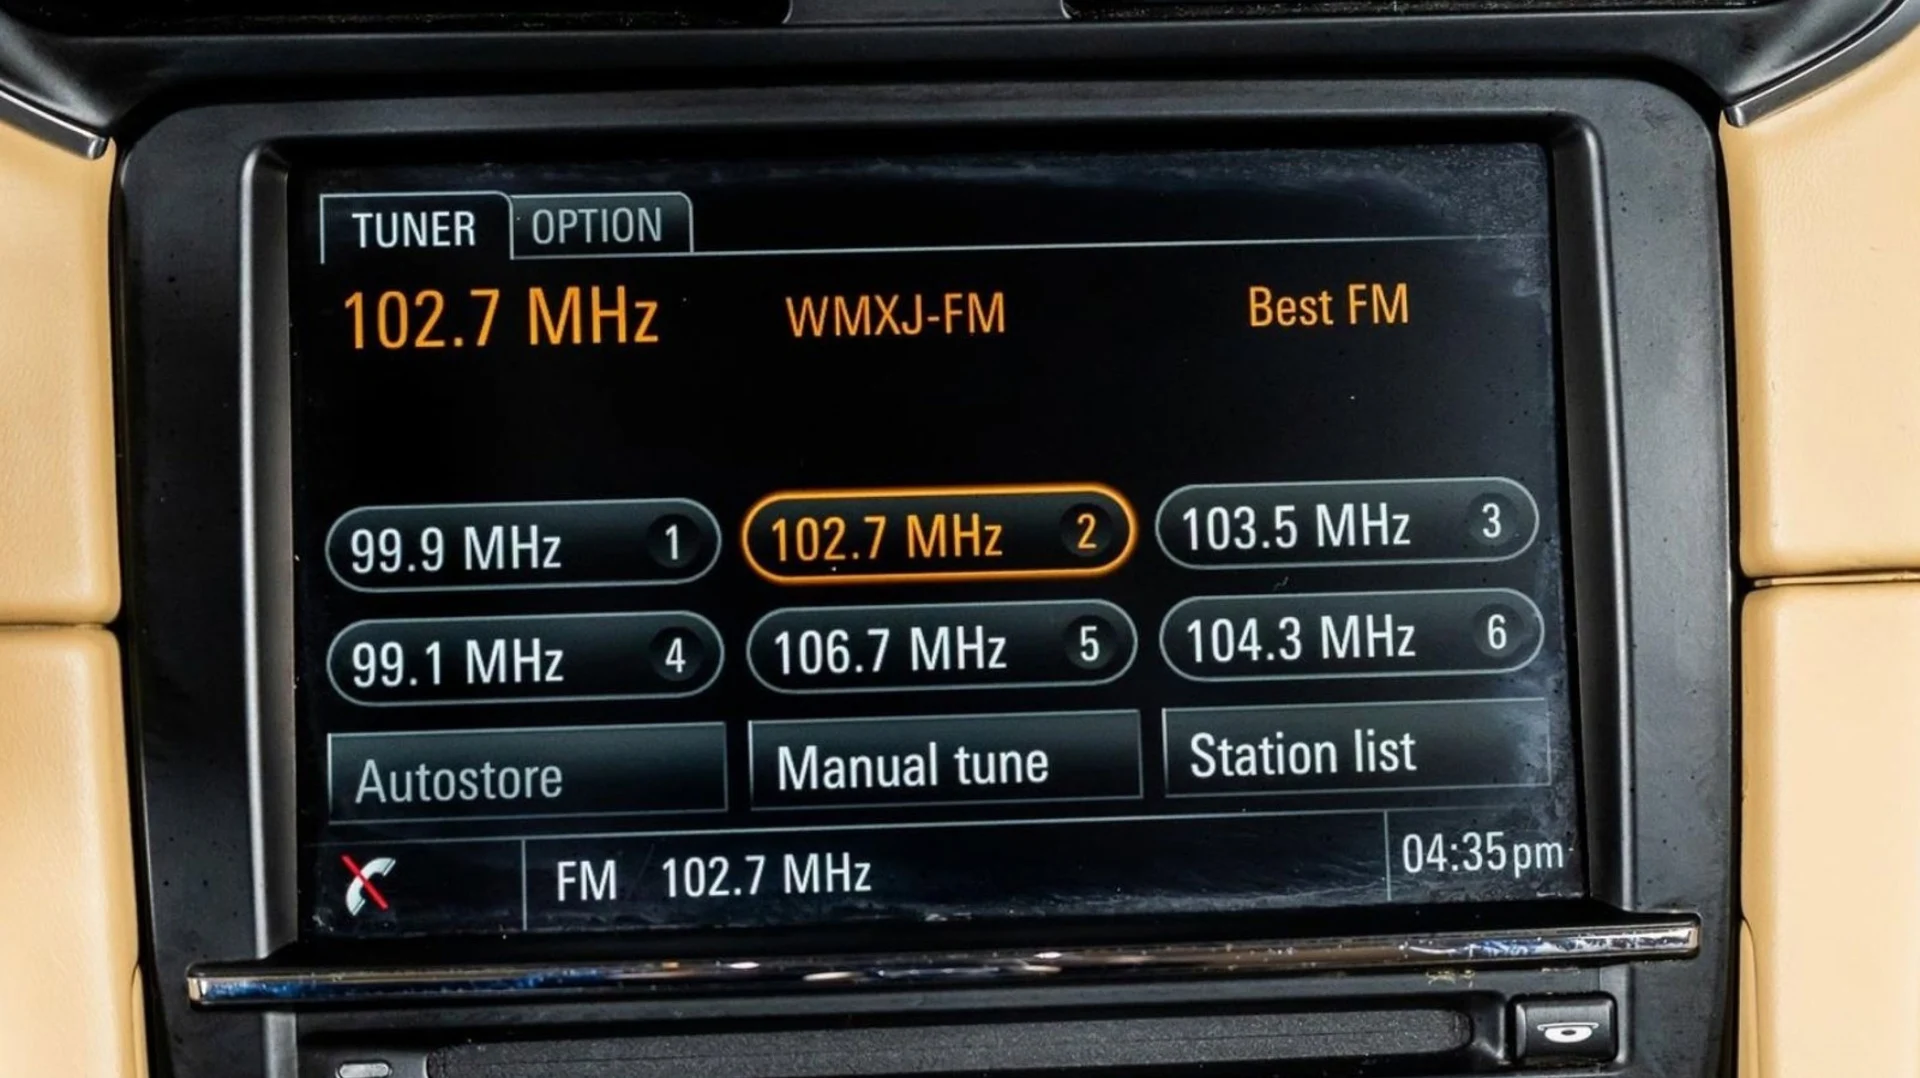 TUNER OPTION
102.7 MHz WMXJ-FM Best FM
99.9 MHz 1 102.7 MHz 2 103.5 MHz 3
99.1 MHz 4 106.7 MHz 5 104.3 MHz 6
Autostore Manual tune Station list
FM 102.7 MHz 04:35pm